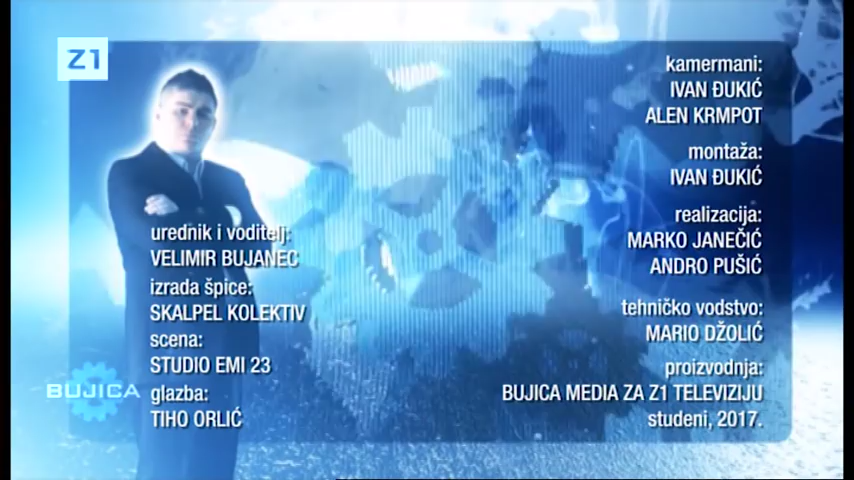 Z1
urednik i voditelj:
VELIMIR BUJANEC
izrada špice:
SKALPEL KOLEKTIV
scena:
STUDIO EMI 23
glazba:
TIHO ORLIĆ
BUJICA
kamermani:
IVAN ĐUKIĆ
ALEN KRMPOT
montaža:
IVAN ĐUKIĆ
realizacija:
MARKO JANEČIĆ
ANDRO PUŠIĆ
tehničko vodstvo:
MARIO DŽOLIĆ
proizvodnja:
BUJICA MEDIA ZA Z1 TELEVIZIJU
studeni, 2017.